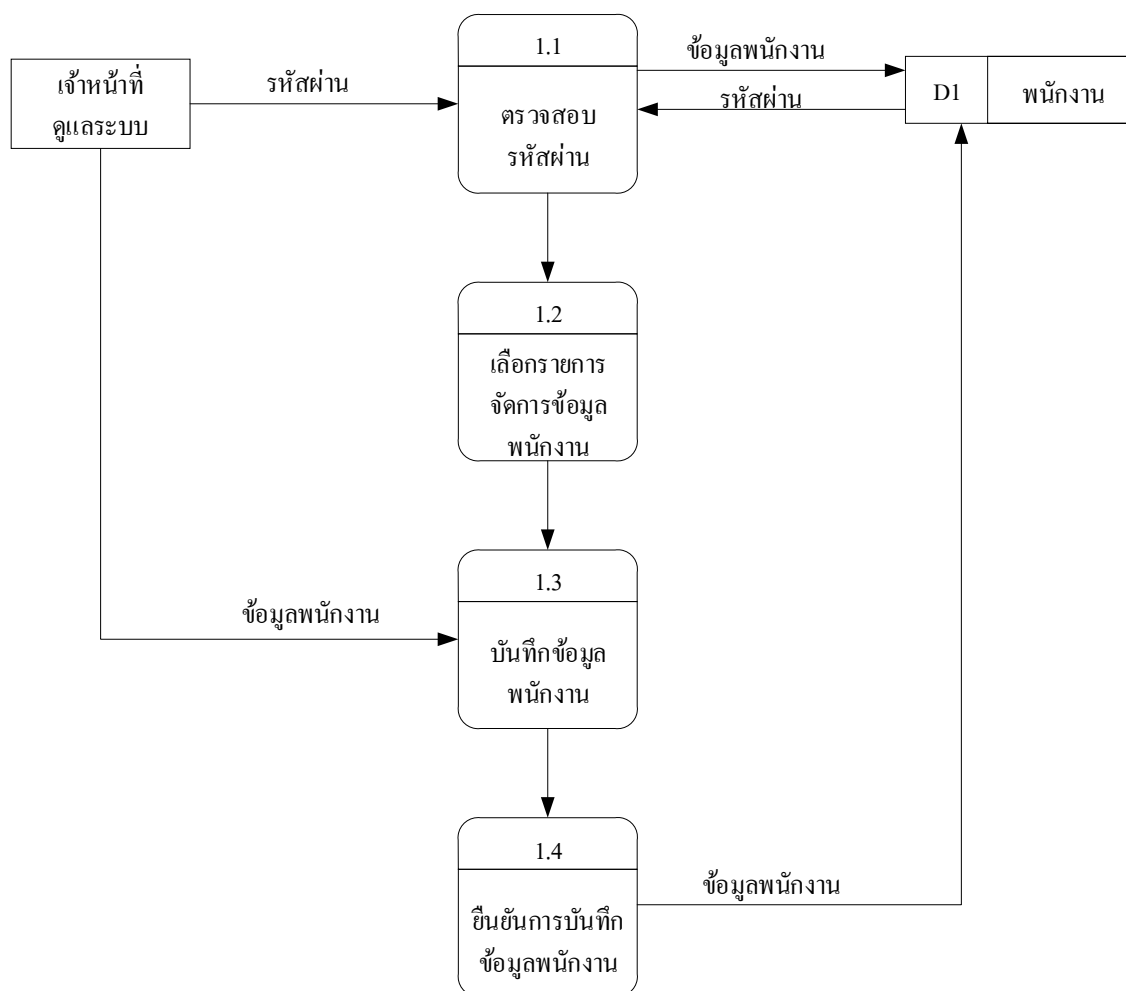 1.1
ข้อมูลพนักงาน
เจ้าหน้าที่
ดูแลระบบ
รหัสผ่าน
ตรวจสอบ
รหัสผ่าน
รหัสผ่าน
D1
พนักงาน
1.2
เลือกรายการ
จัดการข้อมูล
พนักงาน
1.3
ข้อมูลพนักงาน
บันทึกข้อมูล
พนักงาน
1.4
ข้อมูลพนักงาน
ยืนยันการบันทึก
ข้อมูลพนักงาน